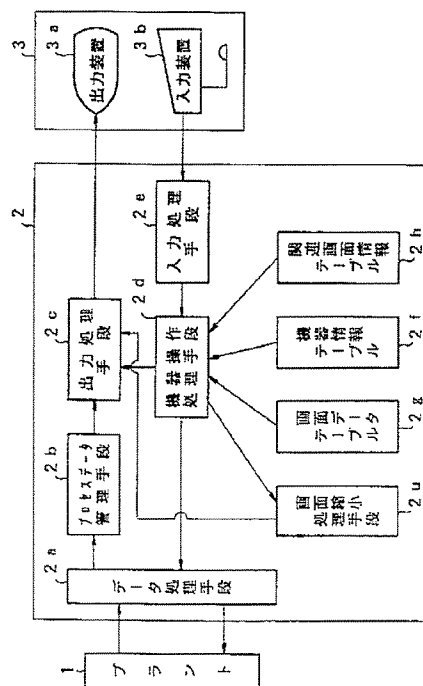 3
3a
出力装置
3b
入力装置
2
2e
入力処理
手段
2d
機器操作
処理手段
2c
出力処理
手段
2b
プロセスデータ
管理手段
2a
データ処理手段
1
プラント
2h
関連画面情報
テーブル
2f
機器情報
テーブル
2g
画面データ
テーブル
2u
画面縮小
処理手段